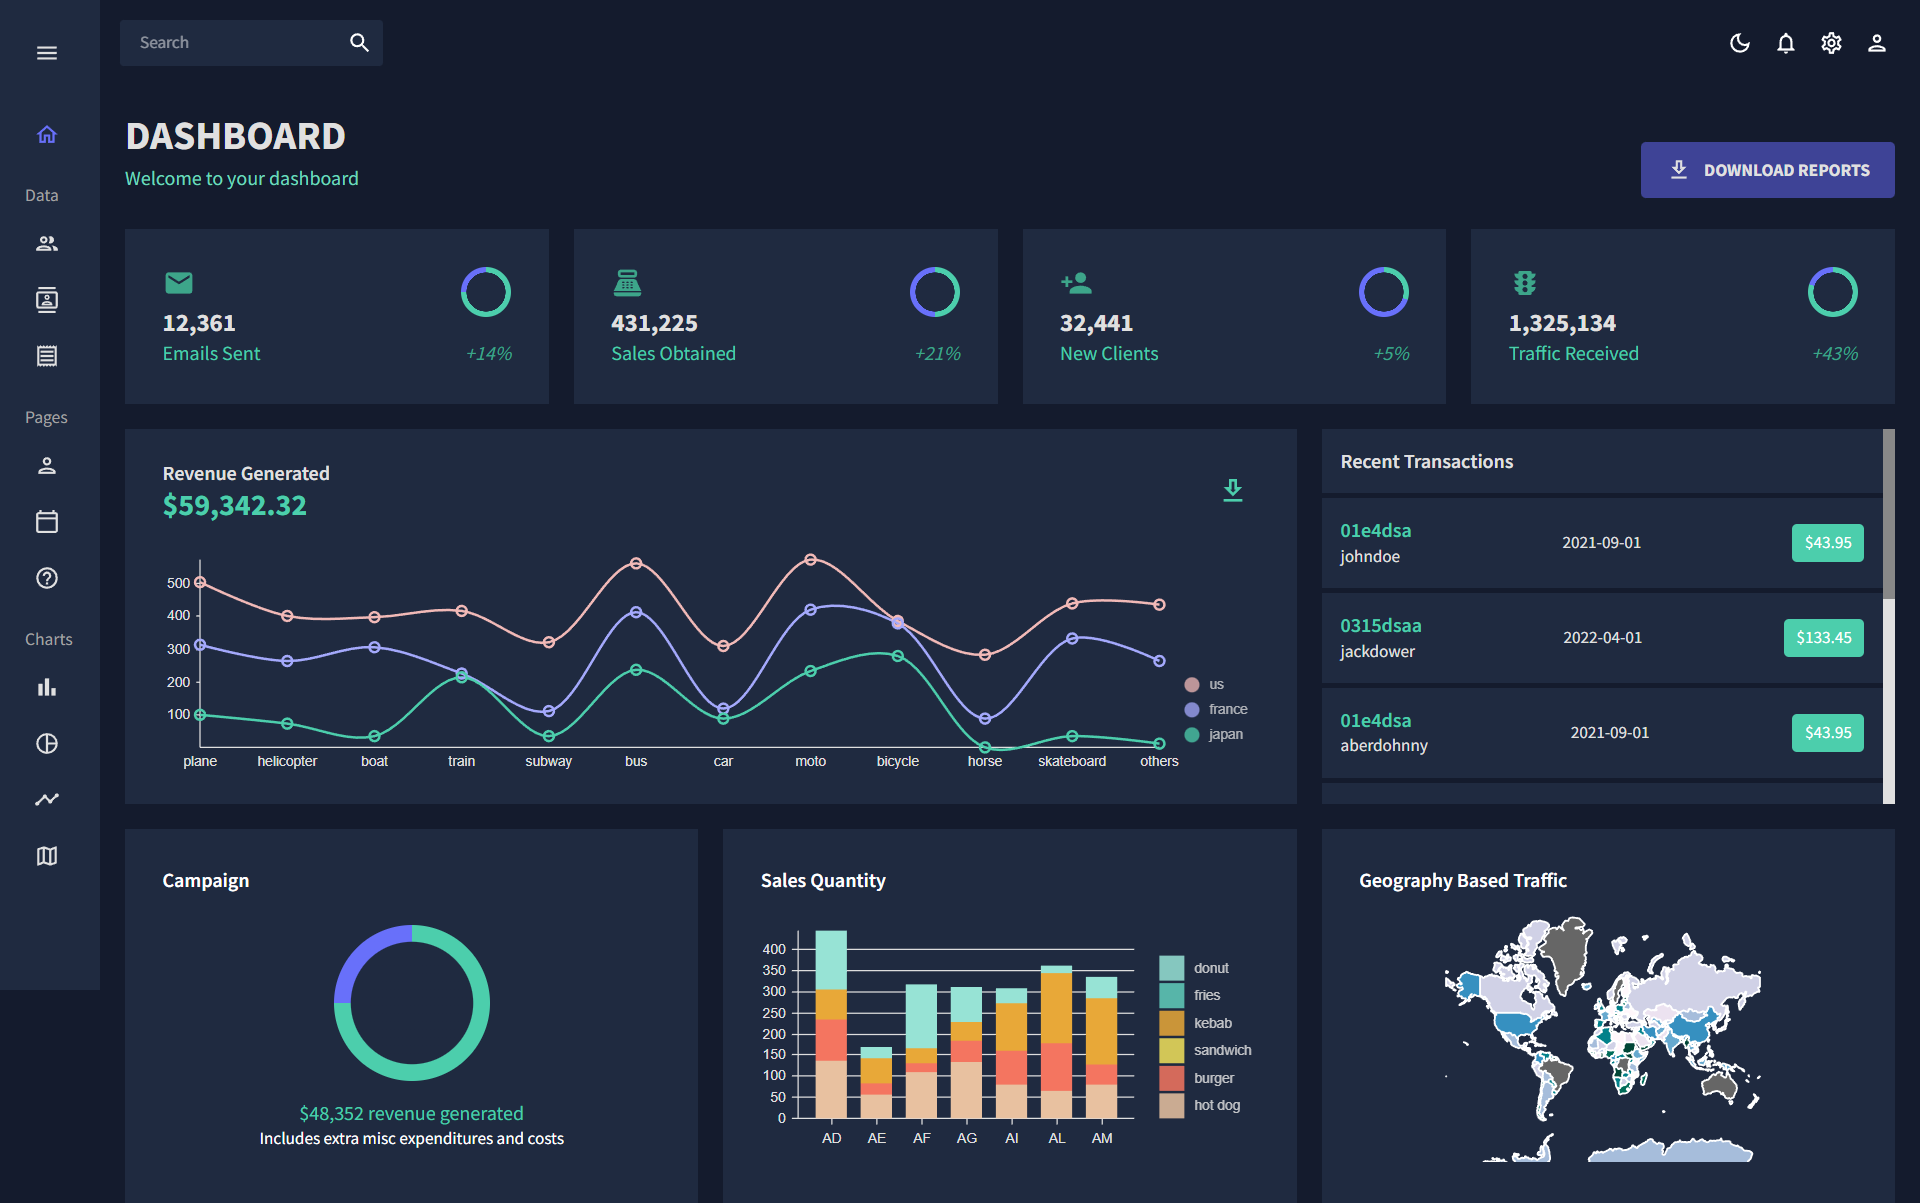 Search
DASHBOARD
Welcome to your dashboard
DOWNLOAD REPORTS
Data
Pages
Charts
12,361
Emails Sent
+14%
431,225
Sales Obtained
+21%
32,441
New Clients
+5%
1,325,134
Traffic Received
+43%
Revenue Generated
$59,342.32
500
400
300
200
100
plane helicopter boat train subway bus car moto bicycle horse skateboard others
us
france
japan
Recent Transactions
01e4dsa
johndoe
2021-09-01
$43.95
0315dsaa
jackdower
2022-04-01
$133.45
01e4dsa
aberdohnny
2021-09-01
$43.95
Campaign
$48,352 revenue generated
Includes extra misc expenditures and costs
Sales Quantity
400
350
300
250
200
150
100
50
0
AD AE AF AG AI AL AM
donut
fries
kebab
sandwich
burger
hot dog
Geography Based Traffic